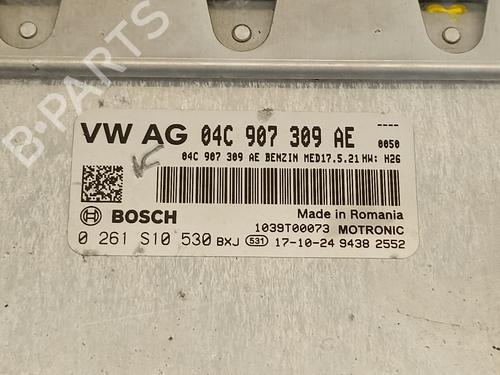 VW AG 04C 907 309 AE 0050
04C 907 309 AE BENZIN MED17.5.21 HW: H26
BOSCH
Made in Romania
1039T00073 MOTRONIC
0 261 S10 530 BXJ 531 17-10-24 9438 2552
B-PARTS